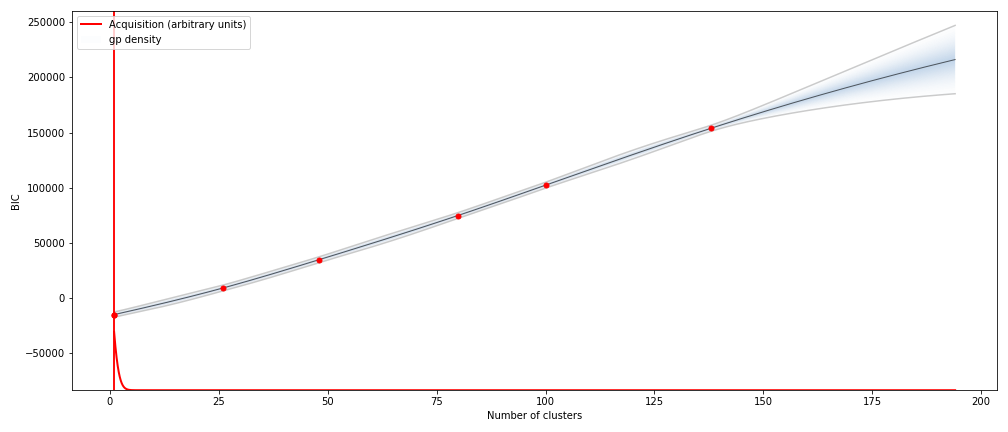 Acquisition (arbitrary units)
gp density
250000
200000
150000
100000
50000
0
−50000
BIC
0 25 50 75 100 125 150 175 200
Number of clusters